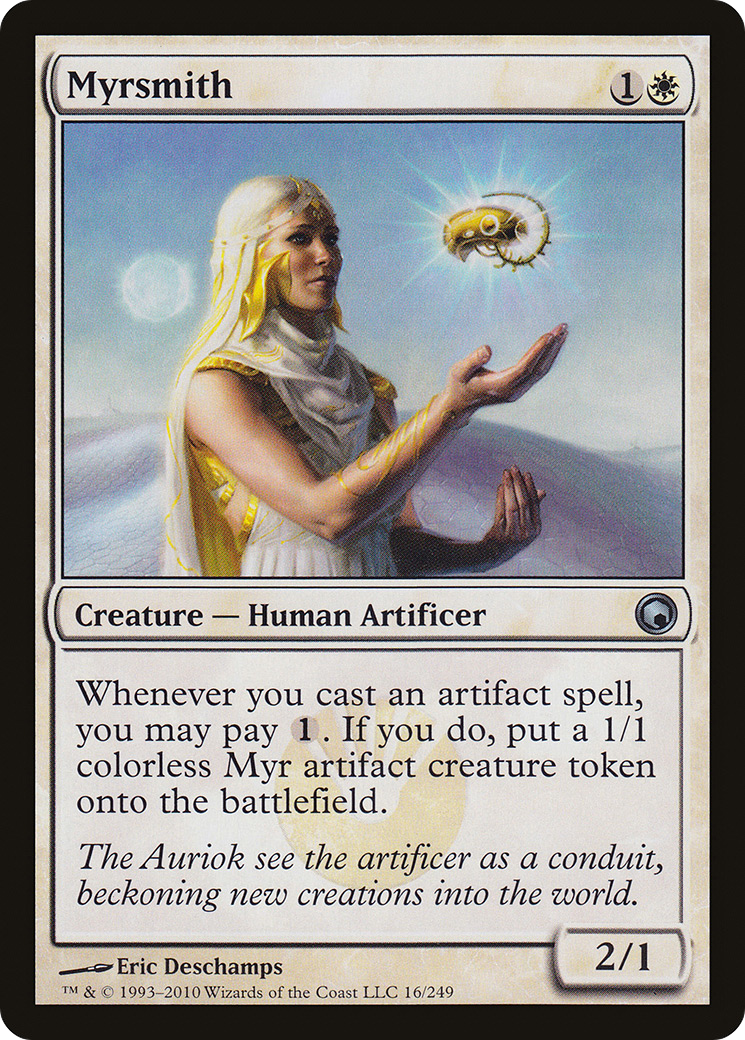 Myrsmith 1
Creature — Human Artificer
Whenever you cast an artifact spell,
you may pay 1. If you do, put a 1/1
colorless Myr artifact creature token
onto the battlefield.
The Auriok see the artificer as a conduit,
beckoning new creations into the world.
2/1
Eric Deschamps
™ & © 1993–2010 Wizards of the Coast LLC 16/249